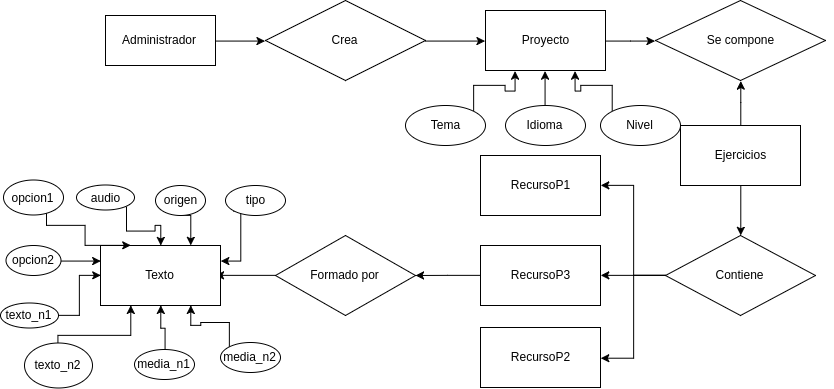 Administrador
Crea
Proyecto
Se compone
Tema
Idioma
Nivel
Ejercicios
RecursoP1
opcion1
audio
origen
tipo
opcion2
Texto
Formado por
RecursoP3
Contiene
texto_n1
texto_n2
media_n1
media_n2
RecursoP2